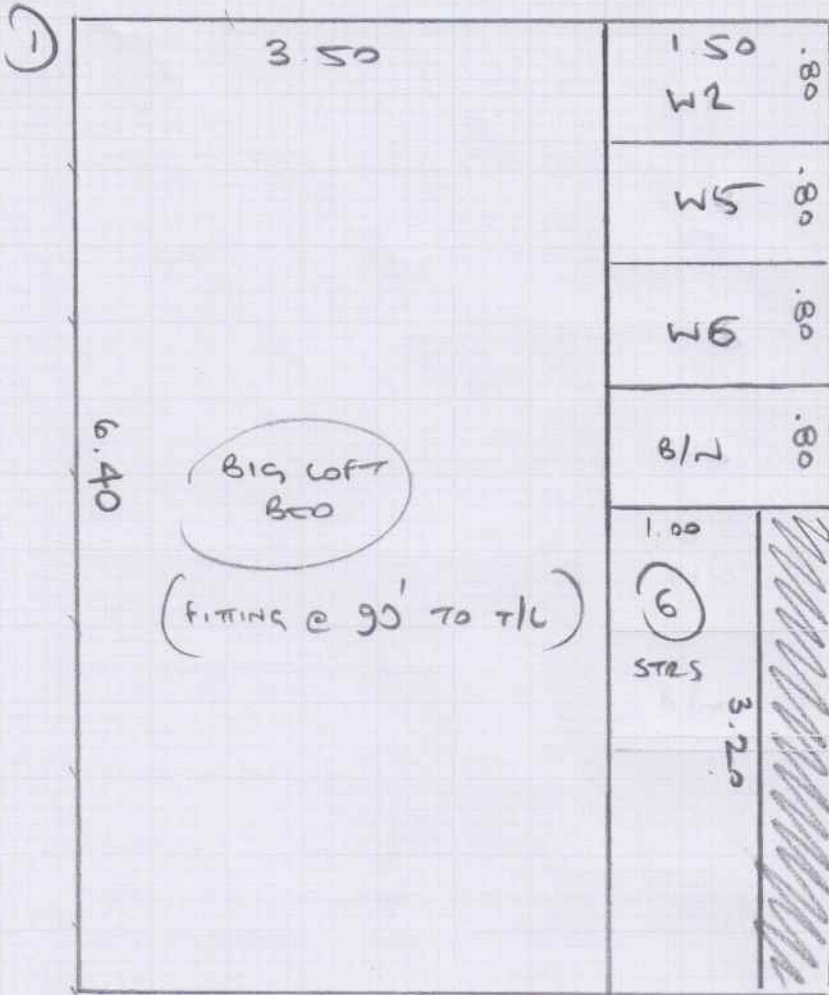 1
3.50
1.50
.80
W2
W5
.80
W6
.80
B/N
.80
6.40
BIG LOFT
BED
(FITTING @ 90' TO T/L)
1.00
6
STRS
3.20